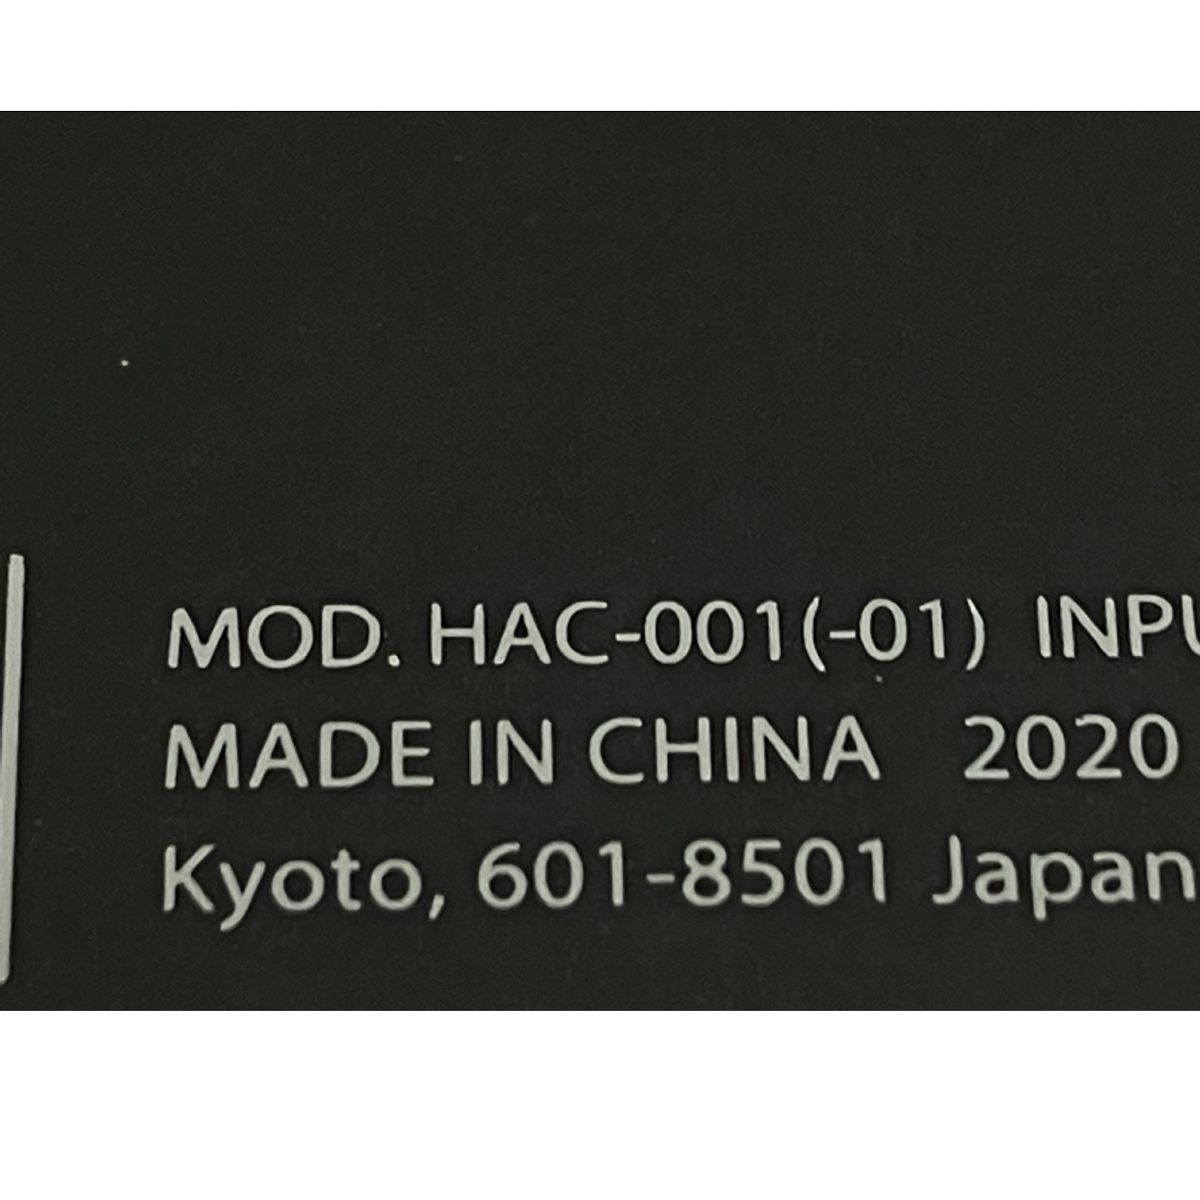 MOD. HAC-001(-01) INPU
MADE IN CHINA 2020
Kyoto, 601-8501 Japan